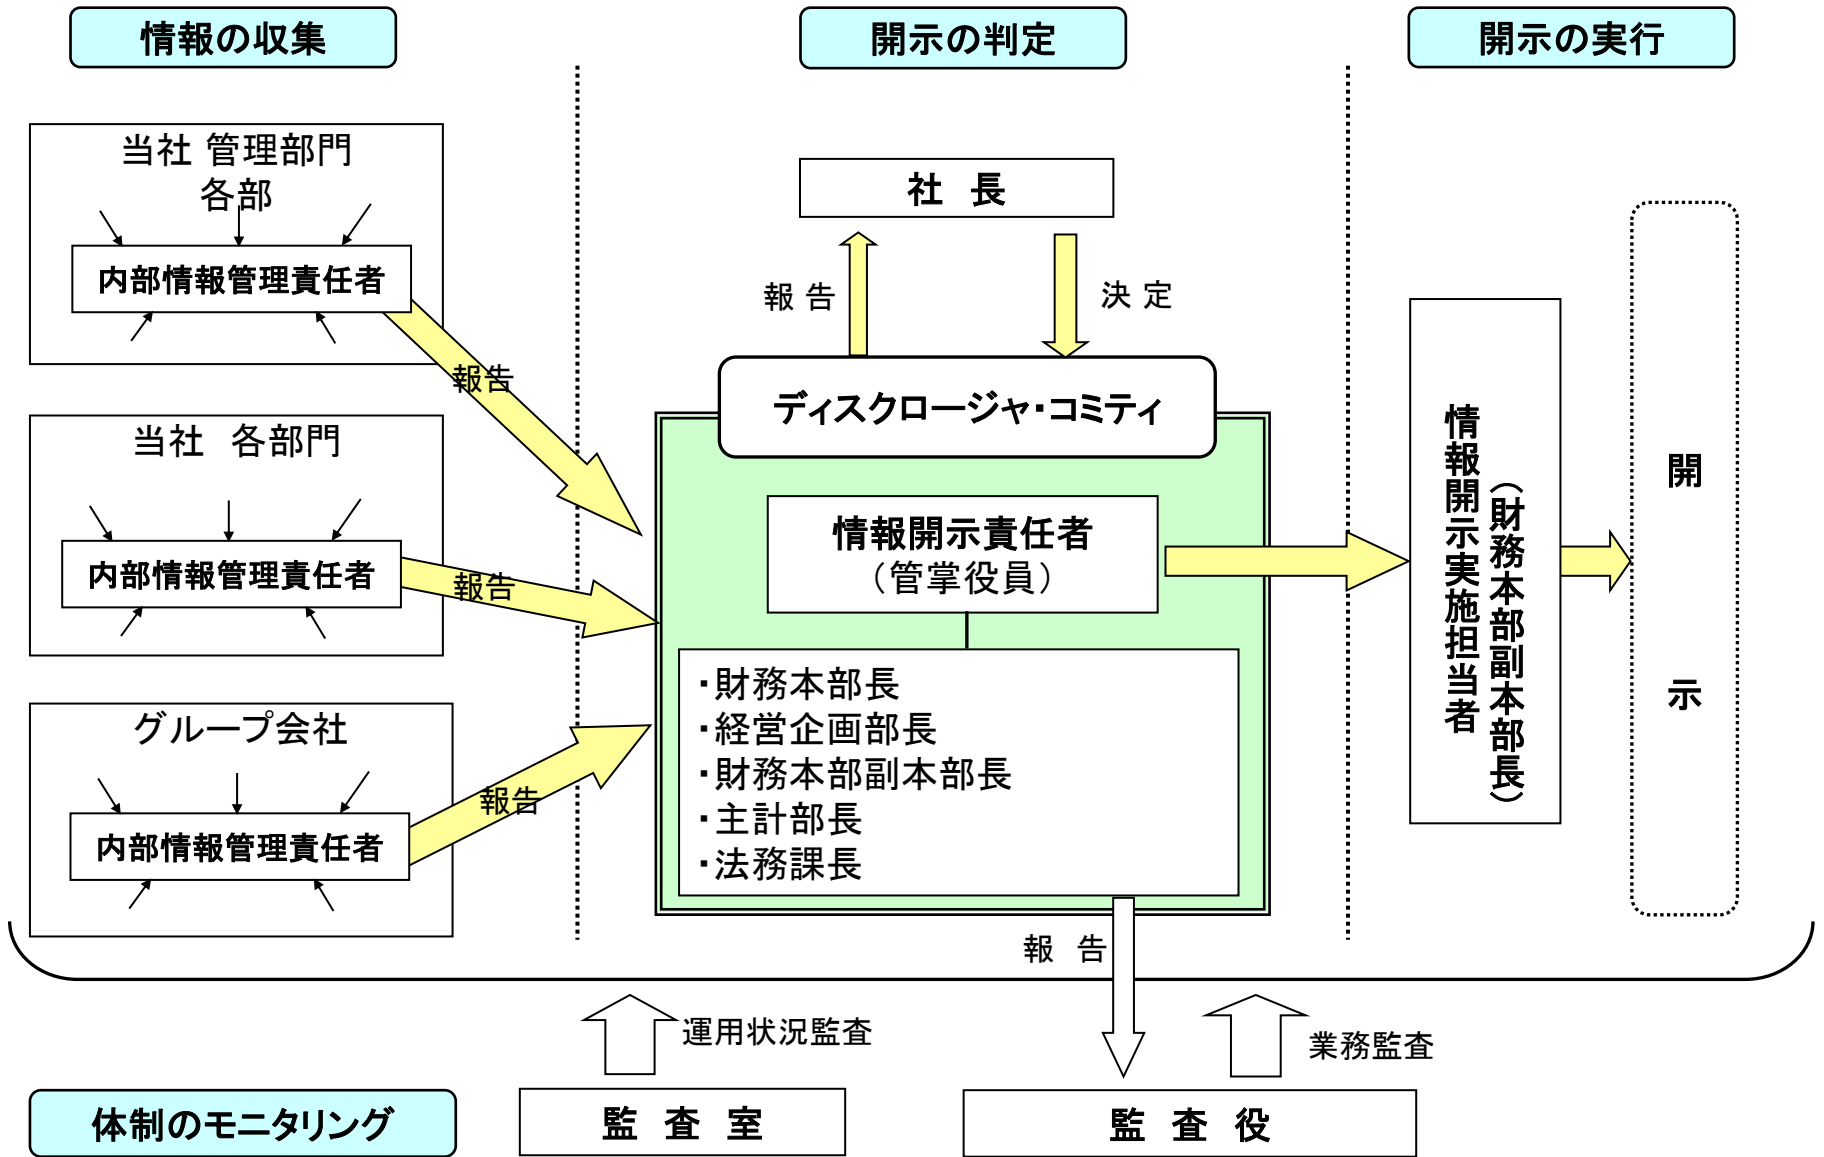 情報の収集
開示の判定
開示の実行
当社 管理部門
各部
内部情報管理責任者
報告
当社 各部門
内部情報管理責任者
報告
グループ会社
内部情報管理責任者
報告
社 長
報 告
決 定
ディスクロージャ・コミティ
情報開示責任者
（管掌役員）
・財務本部長
・経営企画部長
・財務本部副本部長
・主計部長
・法務課長
情報開示実施担当者
（財務本部副本部長）
開示
報 告
運用状況監査
業務監査
体制のモニタリング
監 査 室
監 査 役